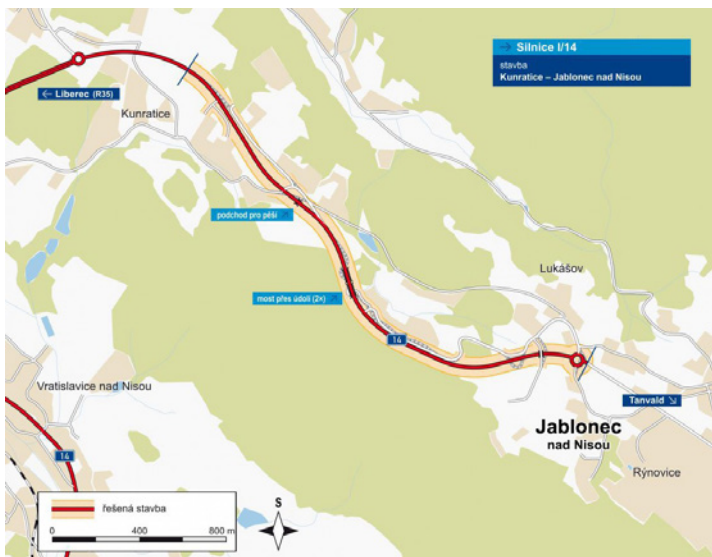 → Silnice I/14
stavba
Kunratice – Jablonec nad Nisou
← Liberec (R35)
Kunratice
podchod pro pěší ↗
Lukášov
most přes údolí (2×) ↗
14
Vratislavice nad Nisou
Tanvald ↘
Jablonec
nad Nisou
14
Rýnovice
řešená stavba
0 400 800 m
S